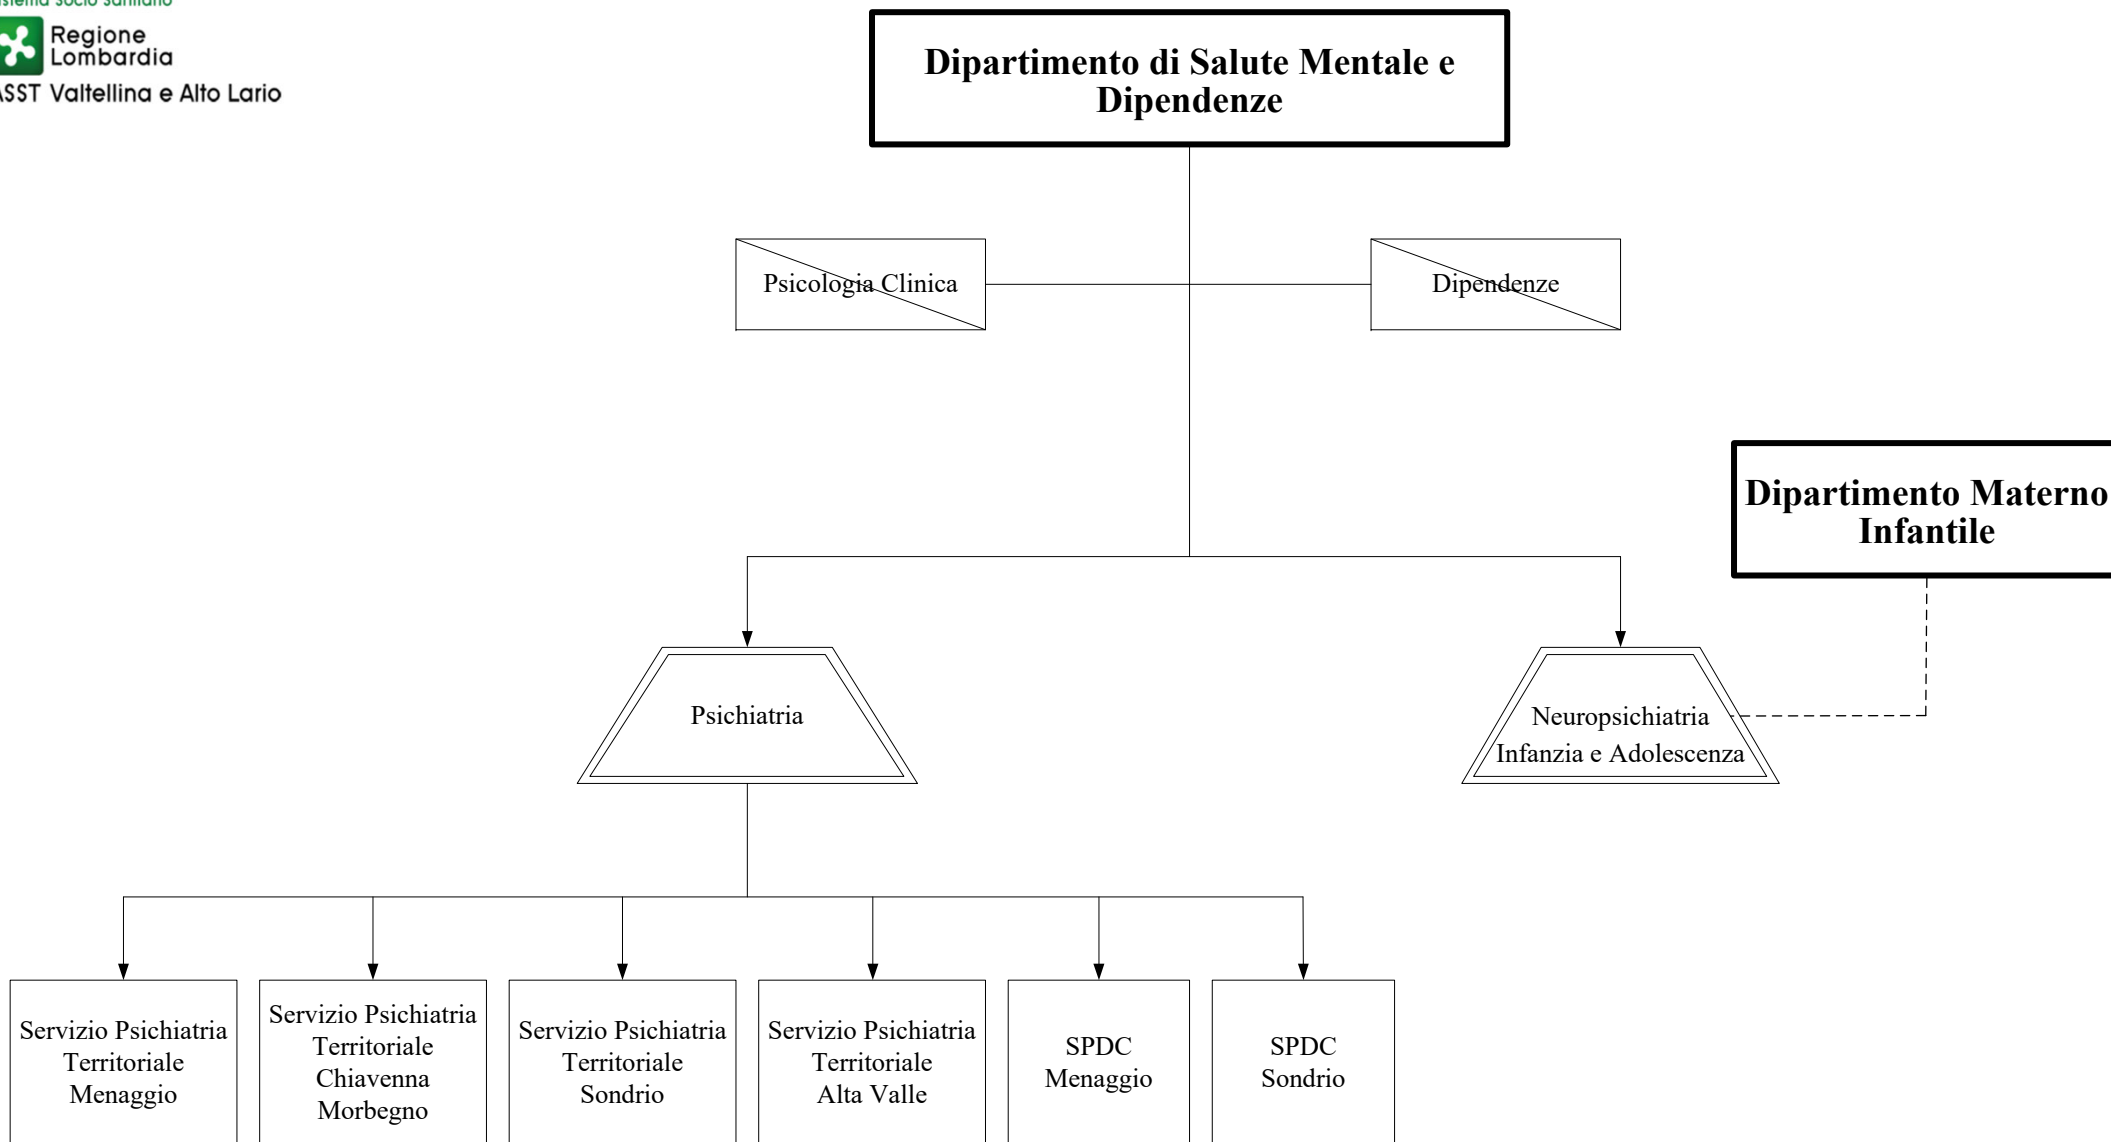 Regione
Lombardia
ASST Valtellina e Alto Lario
Dipartimento di Salute Mentale e
Dipendenze
Psicologia Clinica
Dipendenze
Dipartimento Materno
Infantile
Psichiatria
Neuropsichiatria
Infanzia e Adolescenza
Servizio Psichiatria
Territoriale
Menaggio
Servizio Psichiatria
Territoriale
Chiavenna
Morbegno
Servizio Psichiatria
Territoriale
Sondrio
Servizio Psichiatria
Territoriale
Alta Valle
SPDC
Menaggio
SPDC
Sondrio